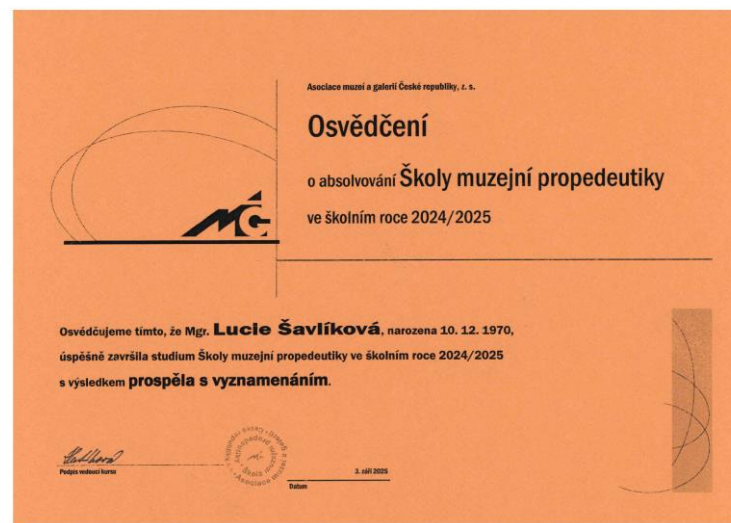 Asociace muzeí a galerií České republiky, z. s.
Osvědčení
o absolvování Školy muzejní propedeutiky
ve školním roce 2024/2025
MG
Osvědčujeme tímto, že Mgr. Lucie Šavlíková, narozena 10. 12. 1970,
úspěšně završila studium Školy muzejní propedeutiky ve školním roce 2024/2025
s výsledkem prospěla s vyznamenáním.
Podpis vedoucí kursu
3. září 2025
Datum